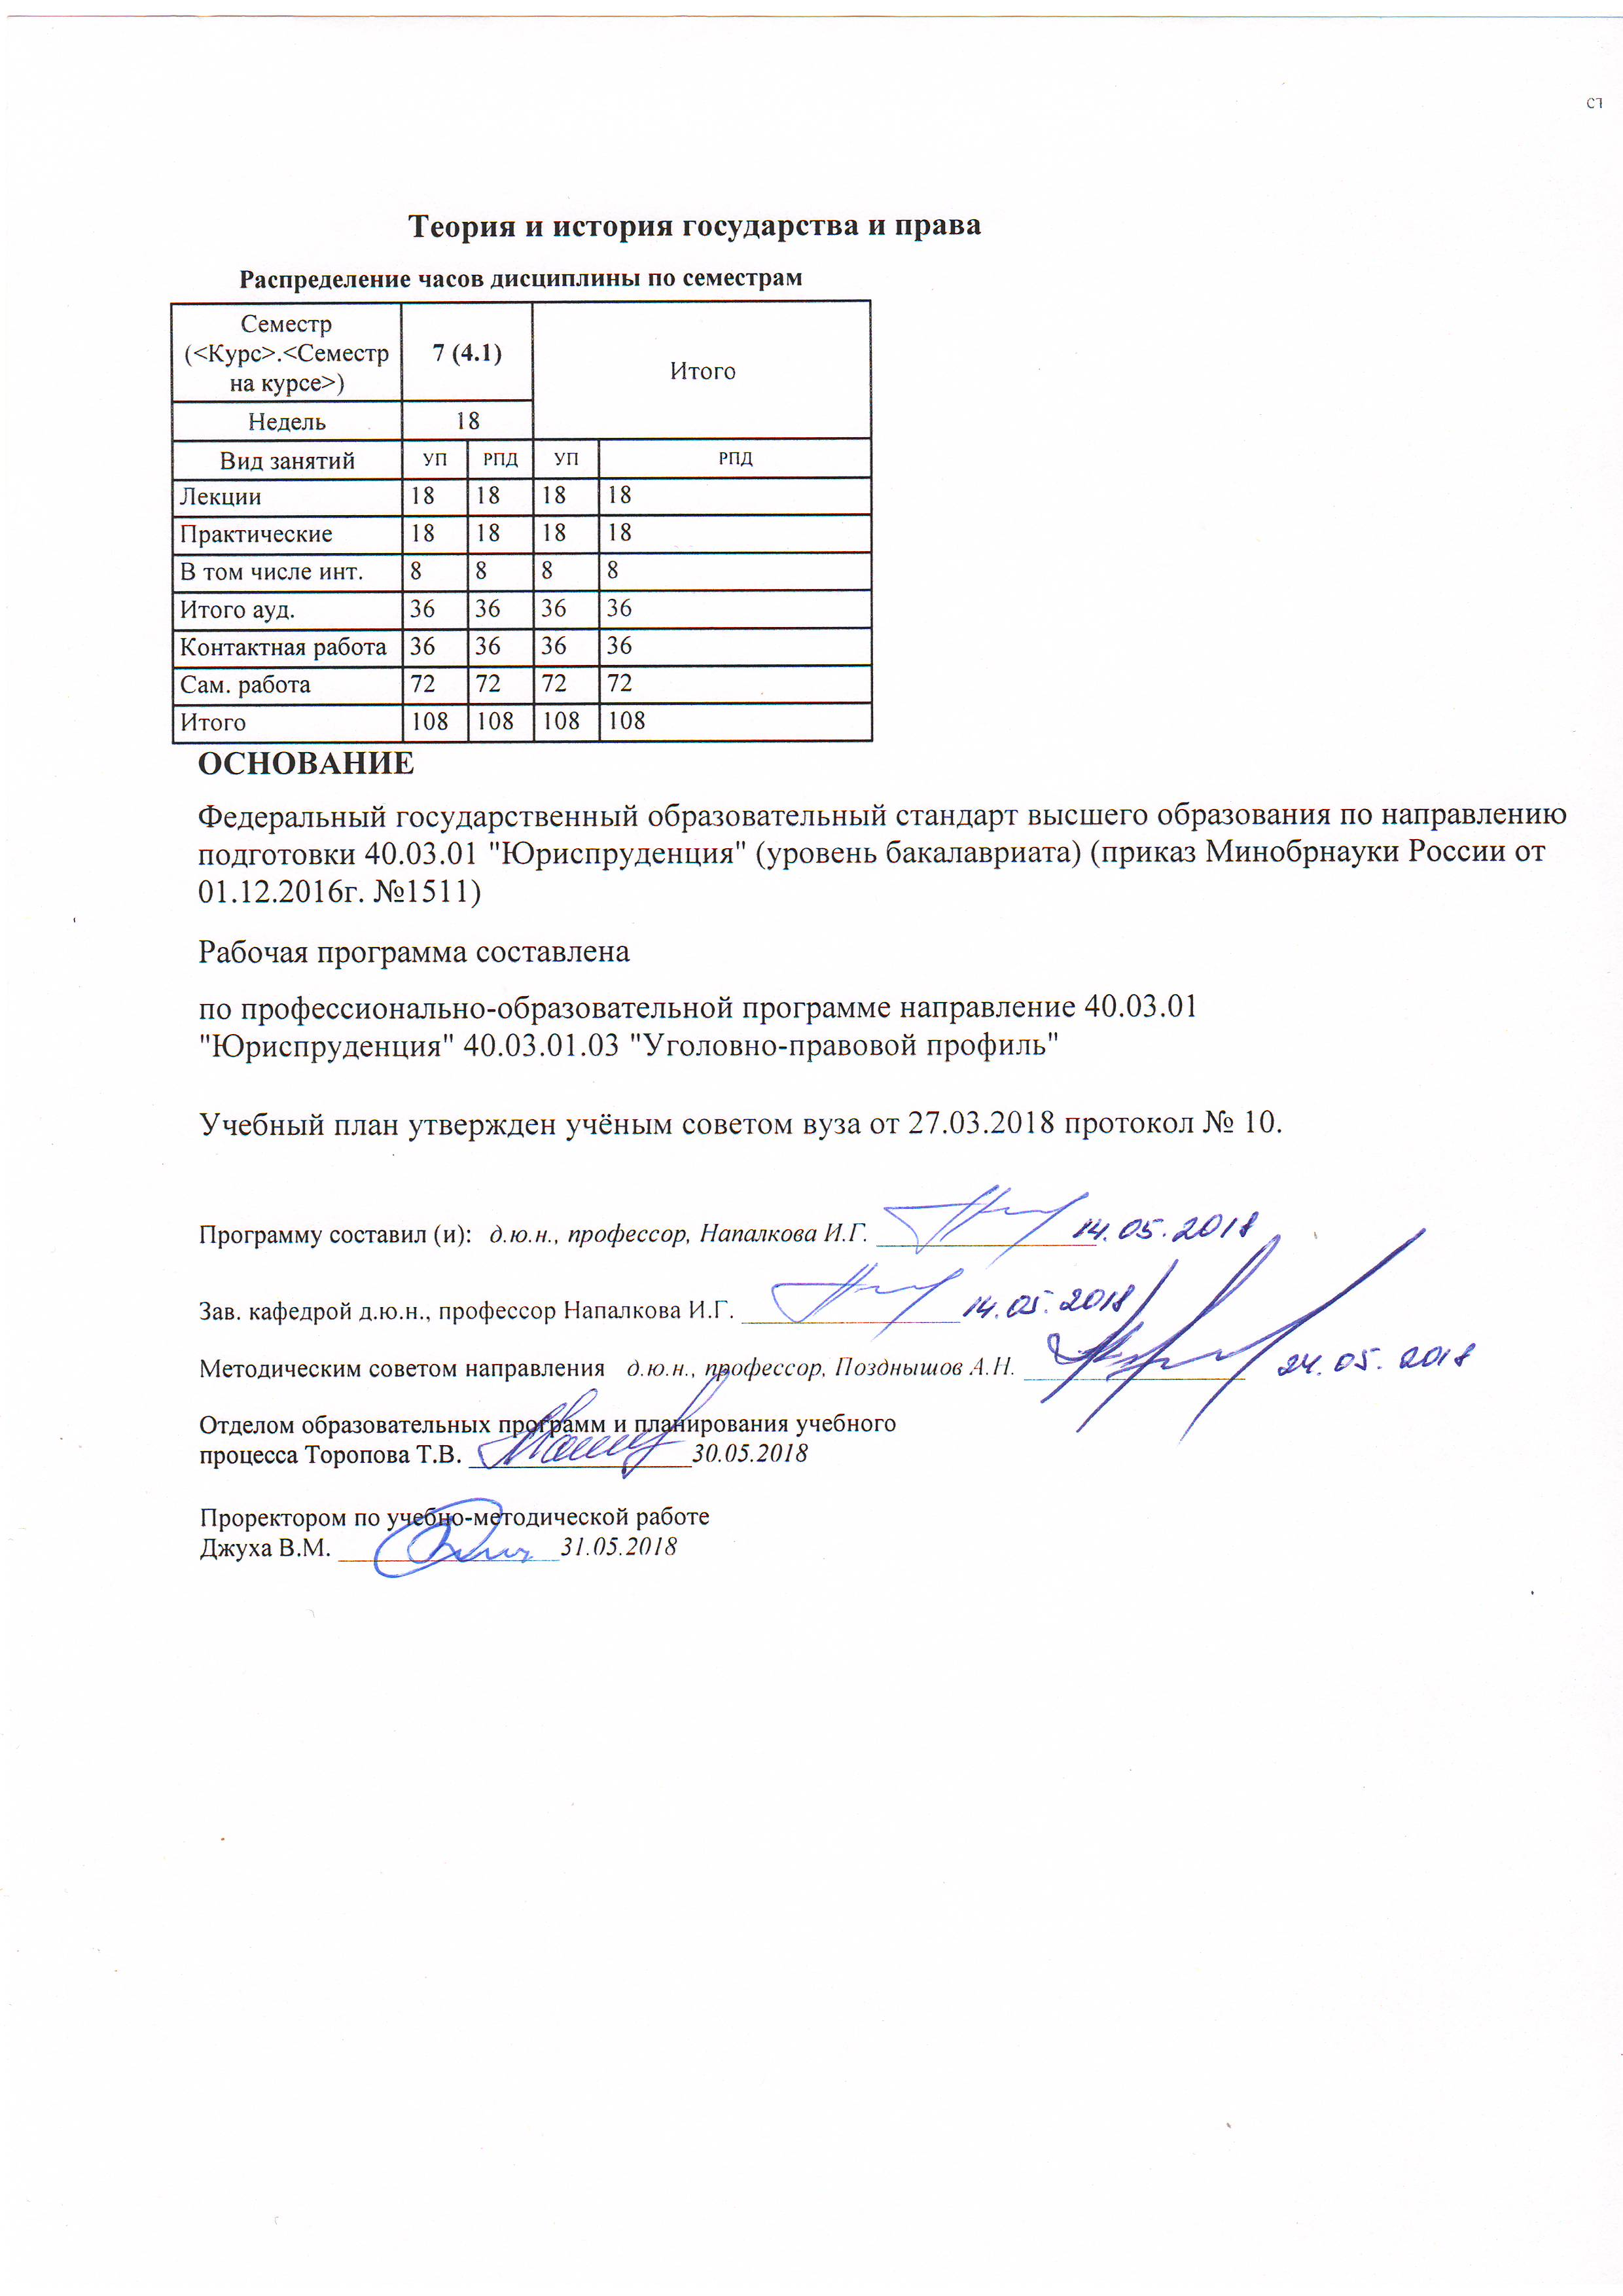 ст
Теория и история государства и права
Распределение часов дисциплины по семестрам
Семестр
(<Курс>.<Семестр
на курсе>)
7 (4.1)
Итого
Недель
18
Вид занятий УП РПД УП РПД
Лекции 18 18 18 18
Практические 18 18 18 18
В том числе инт. 8 8 8 8
Итого ауд. 36 36 36 36
Контактная работа 36 36 36 36
Сам. работа 72 72 72 72
Итого 108 108 108 108
ОСНОВАНИЕ
Федеральный государственный образовательный стандарт высшего образования по направлению
подготовки 40.03.01 "Юриспруденция" (уровень бакалавриата) (приказ Минобрнауки России от
01.12.2016г. №1511)
Рабочая программа составлена
по профессионально-образовательной программе направление 40.03.01
"Юриспруденция" 40.03.01.03 "Уголовно-правовой профиль"
Учебный план утвержден учёным советом вуза от 27.03.2018 протокол № 10.
Программу составил (и): д.ю.н., профессор, Напалкова И.Г. 14.05.2018
Зав. кафедрой д.ю.н., профессор Напалкова И.Г. 14.05.2018
Методическим советом направления д.ю.н., профессор, Позднышов А.Н. 24.05.2018
Отделом образовательных программ и планирования учебного
процесса Торопова Т.В. 30.05.2018
Проректором по учебно-методической работе
Джуха В.М. 31.05.2018